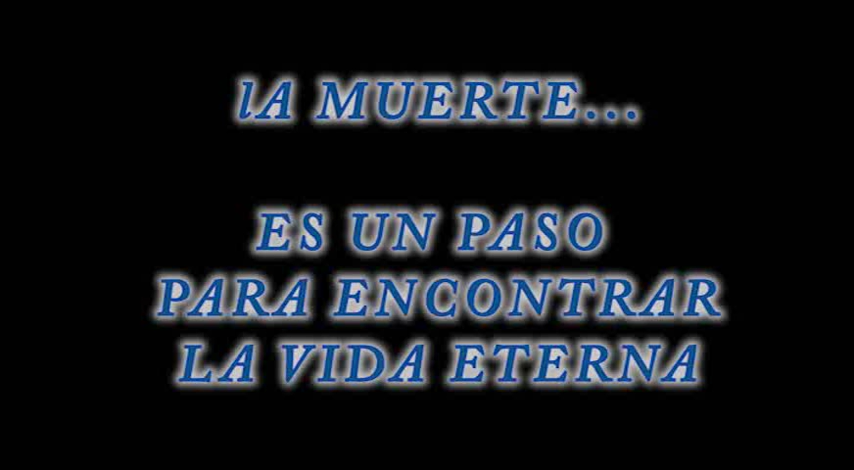 lA MUERTE...
ES UN PASO
PARA ENCONTRAR
LA VIDA ETERNA